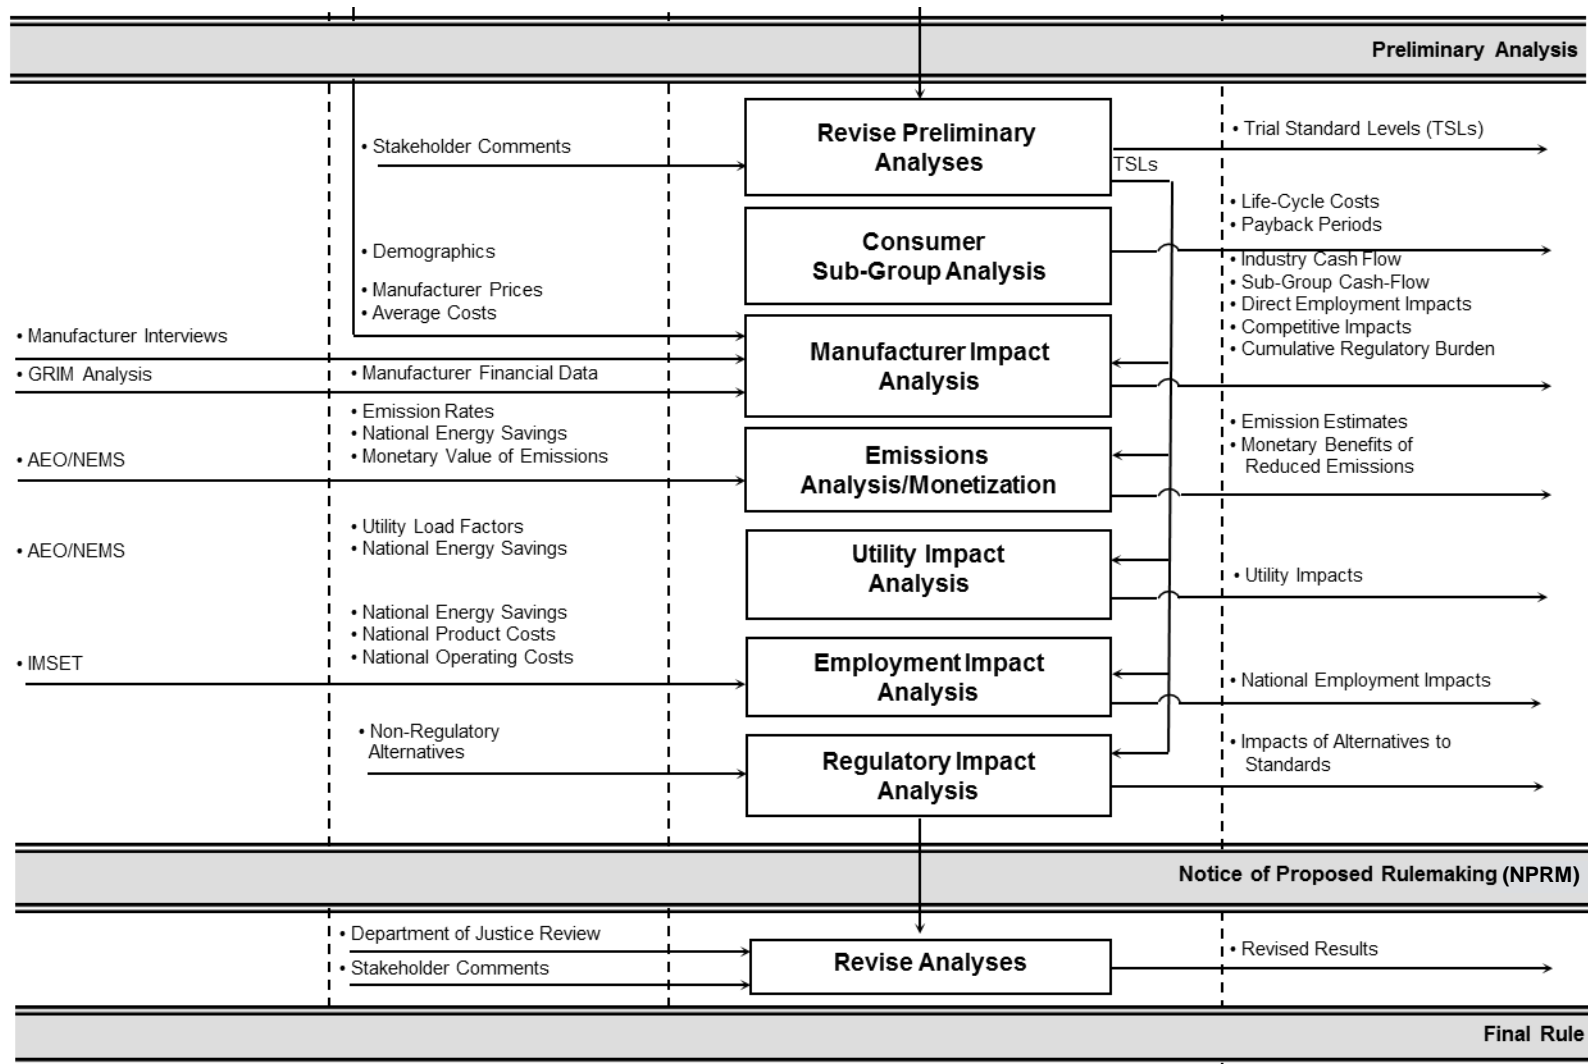 Preliminary Analysis
• Stakeholder Comments
Revise Preliminary
Analyses
TSLs
• Trial Standard Levels (TSLs)
• Demographics
Consumer
Sub-Group Analysis
• Life-Cycle Costs
• Payback Periods
• Manufacturer Interviews
• GRIM Analysis
• Manufacturer Prices
• Average Costs
• Manufacturer Financial Data
Manufacturer Impact
Analysis
• Industry Cash Flow
• Sub-Group Cash-Flow
• Direct Employment Impacts
• Competitive Impacts
• Cumulative Regulatory Burden
• AEO/NEMS
• Emission Rates
• National Energy Savings
• Monetary Value of Emissions
Emissions
Analysis/Monetization
• Emission Estimates
• Monetary Benefits of
Reduced Emissions
• AEO/NEMS
• Utility Load Factors
• National Energy Savings
Utility Impact
Analysis
• Utility Impacts
• IMSET
• National Energy Savings
• National Product Costs
• National Operating Costs
Employment Impact
Analysis
• National Employment Impacts
• Non-Regulatory
Alternatives
Regulatory Impact
Analysis
• Impacts of Alternatives to
Standards
Notice of Proposed Rulemaking (NPRM)
• Department of Justice Review
• Stakeholder Comments
Revise Analyses
• Revised Results
Final Rule